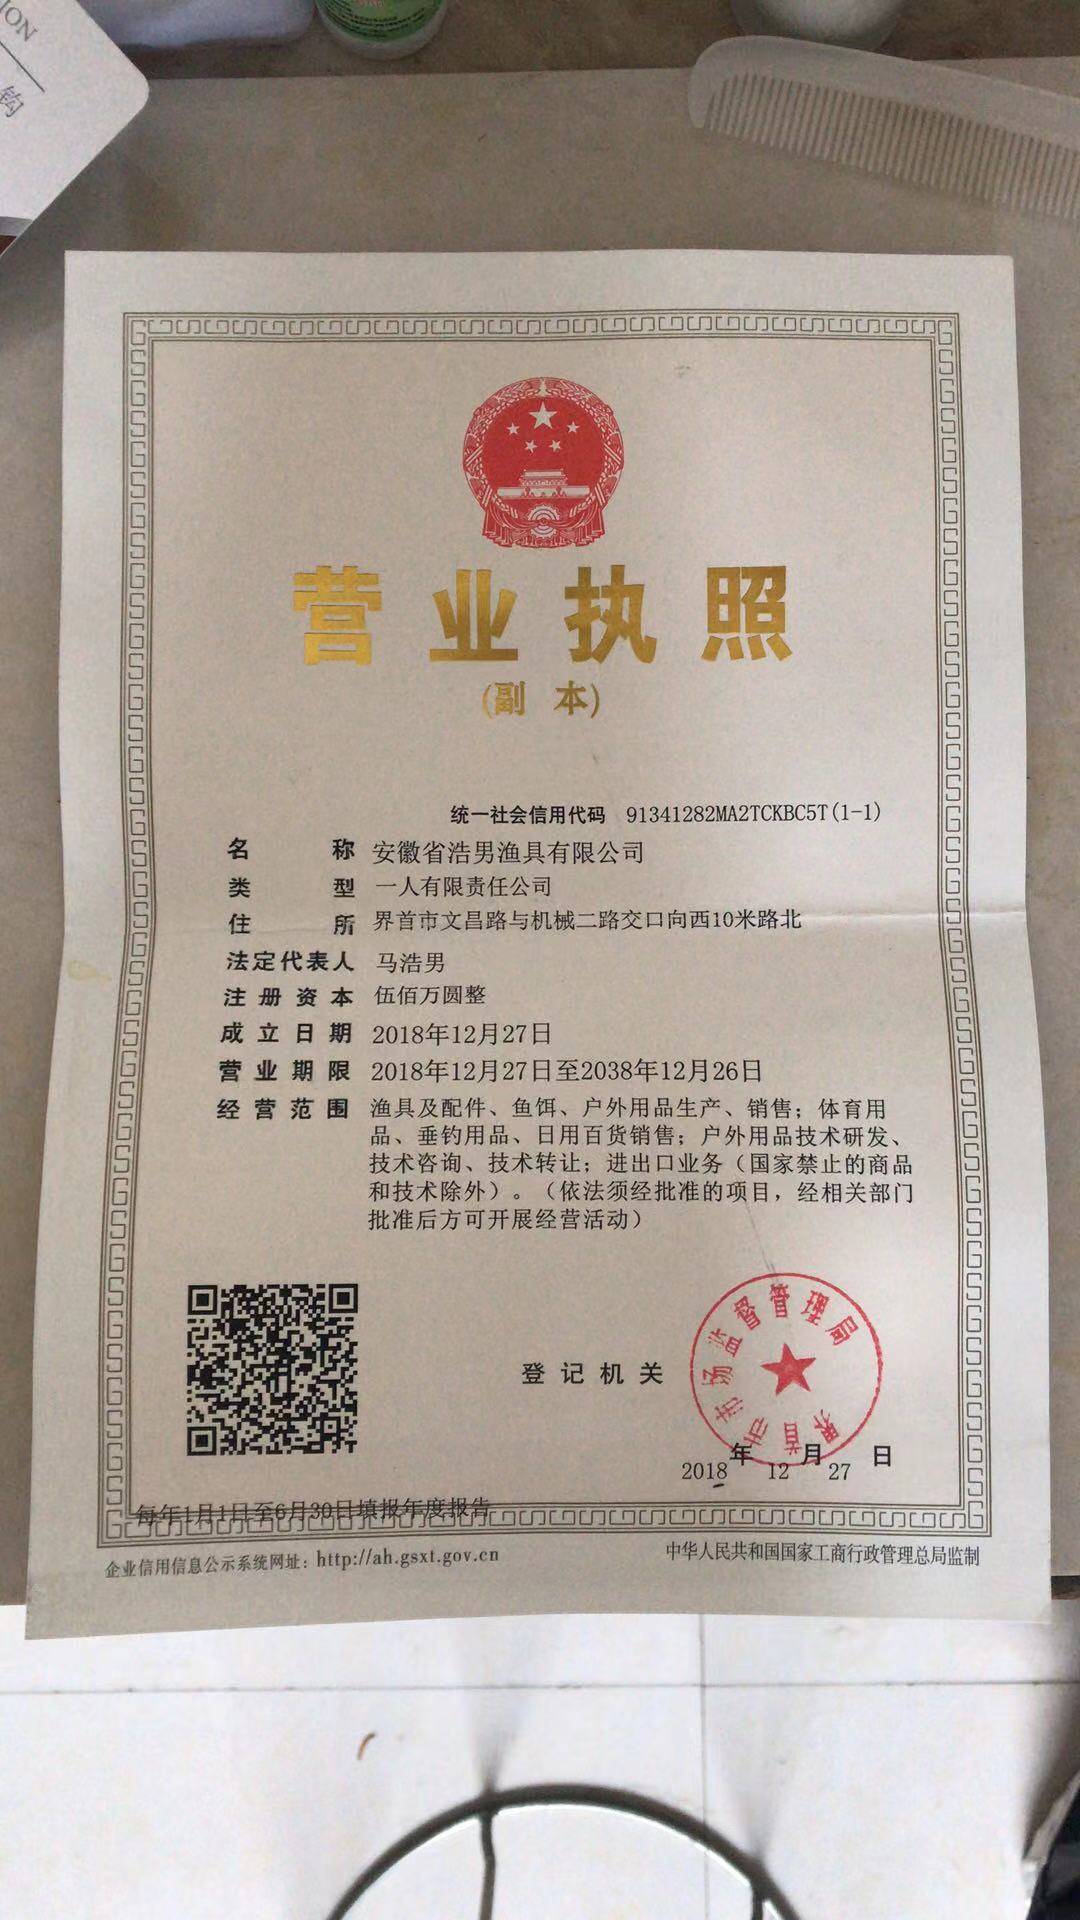 ION
钩
营业执照
(副 本)
统一社会信用代码 91341282MA2TCKBC5T(1-1)
名称 安徽省浩男渔具有限公司
类型 一人有限责任公司
住所 界首市文昌路与机械二路交口向西10米路北
法定代表人 马浩男
注册资本 伍佰万圆整
成立日期 2018年12月27日
营业期限 2018年12月27日至2038年12月26日
经营范围 渔具及配件、鱼饵、户外用品生产、销售；体育用
品、垂钓用品、日用百货销售；户外用品技术研发、
技术咨询、技术转让；进出口业务（国家禁止的商品
和技术除外）。（依法须经批准的项目，经相关部门
批准后方可开展经营活动）
登记机关
界首市市场监督管理局
2018年12月27日
每年1月1日至6月30日填报年度报告
企业信用信息公示系统网址：http://ah.gsxt.gov.cn
中华人民共和国国家工商行政管理总局监制